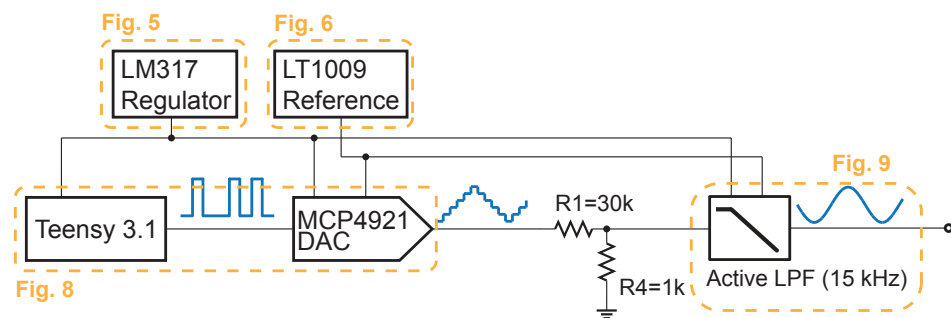 Fig. 5
Fig. 6
LM317
Regulator
LT1009
Reference
Fig. 9
Teensy 3.1
MCP4921
DAC
R1=30k
R4=1k
Active LPF (15 kHz)
Fig. 8